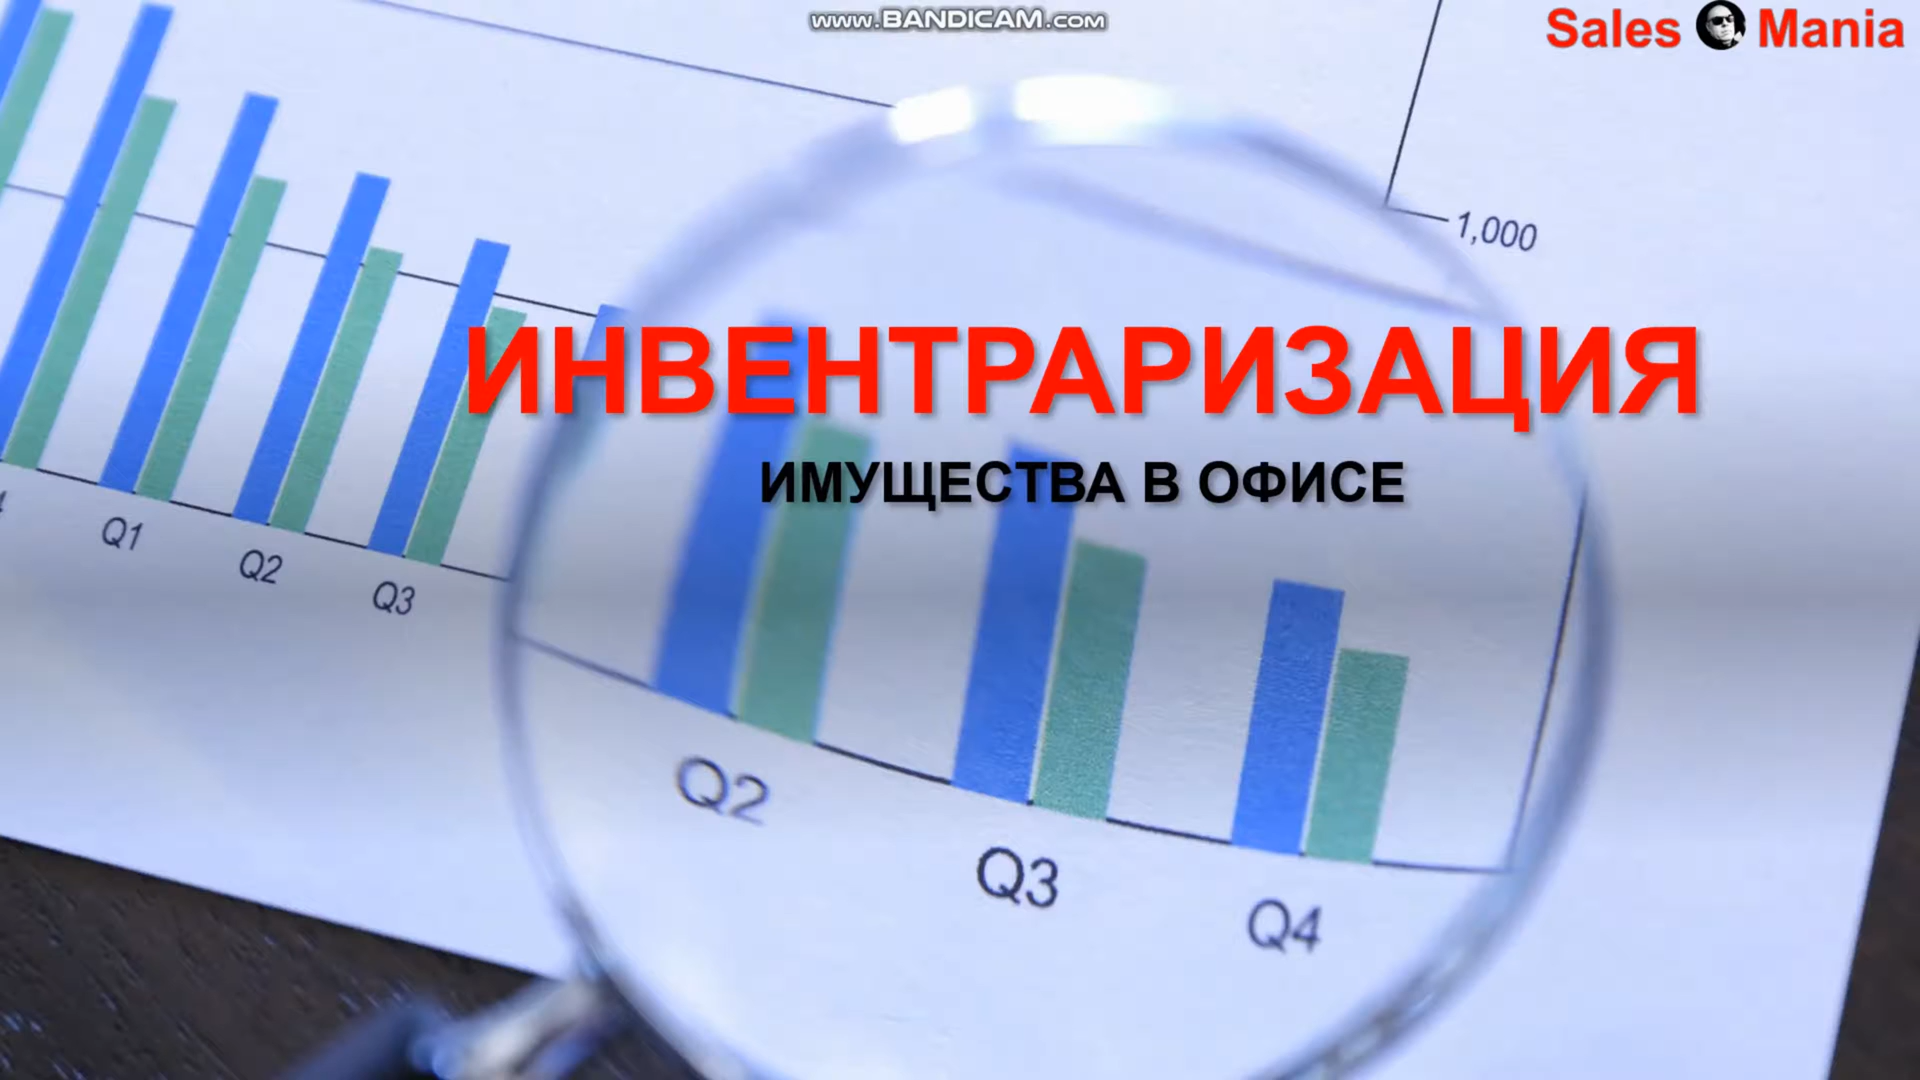 www.BANDICAM.com
Sales Mania
1,000
ИНВЕНТРАРИЗАЦИЯ
ИМУЩЕСТВА В ОФИСЕ
Q1
Q2
Q3
Q2
Q3
Q4